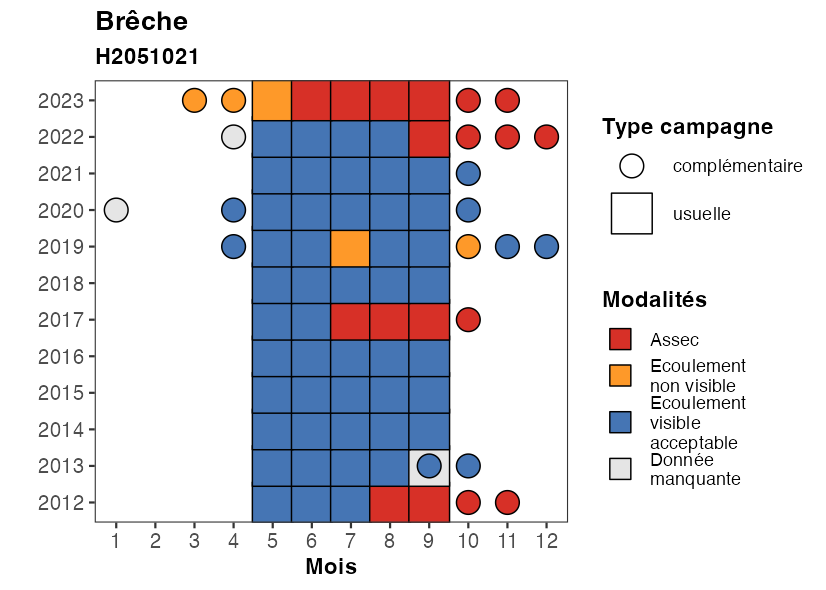 Brêche
H2051021
2023
2022
2021
2020
2019
2018
2017
2016
2015
2014
2013
2012
1 2 3 4 5 6 7 8 9 10 11 12
Mois
Type campagne
complémentaire
usuelle
Modalités
Assec
Ecoulement
non visible
Ecoulement
visible
acceptable
Donnée
manquante